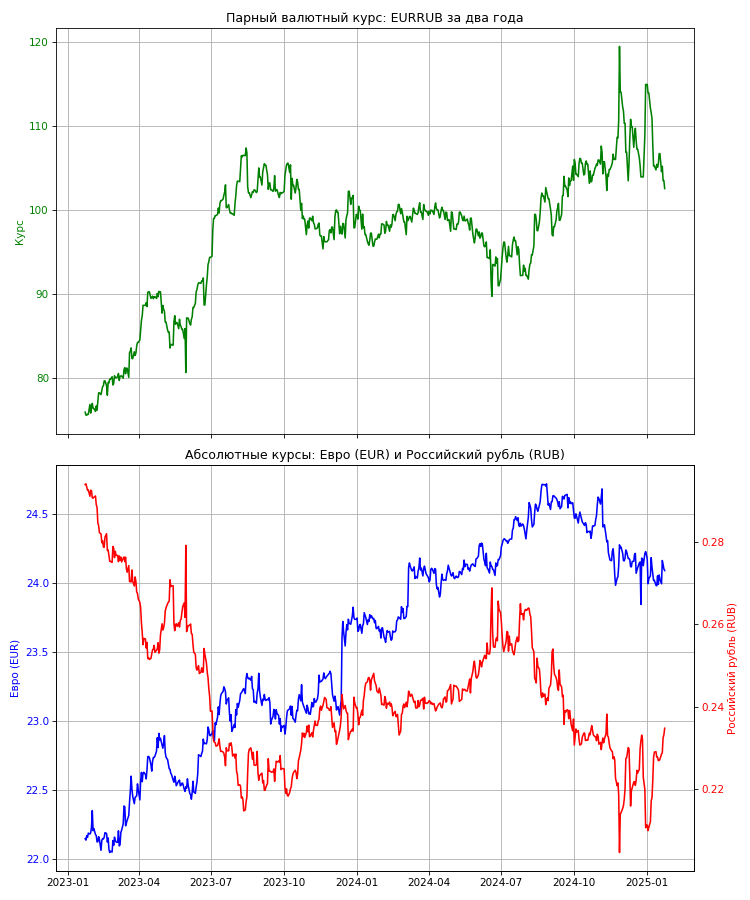 Парный валютный курс: EURRUB за два года
120
110
100
90
80
Курс
Абсолютные курсы: Евро (EUR) и Российский рубль (RUB)
24.5
24.0
23.5
23.0
22.5
22.0
Евро (EUR)
0.28
0.26
0.24
0.22
Российский рубль (RUB)
2023-01 2023-04 2023-07 2023-10 2024-01 2024-04 2024-07 2024-10 2025-01